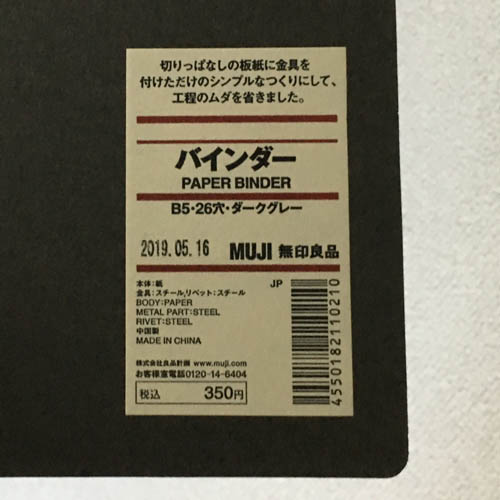 切りっぱなしの板紙に金具を
付けただけのシンプルなつくりにして、
工程のムダを省きました。
バインダー
PAPER BINDER
B5・26穴・ダークグレー
2019.05.16 MUJI 無印良品
本体：紙 JP
金具：スチール,リベット：スチール
BODY:PAPER
METAL PART:STEEL
RIVET:STEEL
中国製
MADE IN CHINA
株式会社良品計画 www.muji.com
お客様室電話0120-14-6404
税込 350円
4550182110210